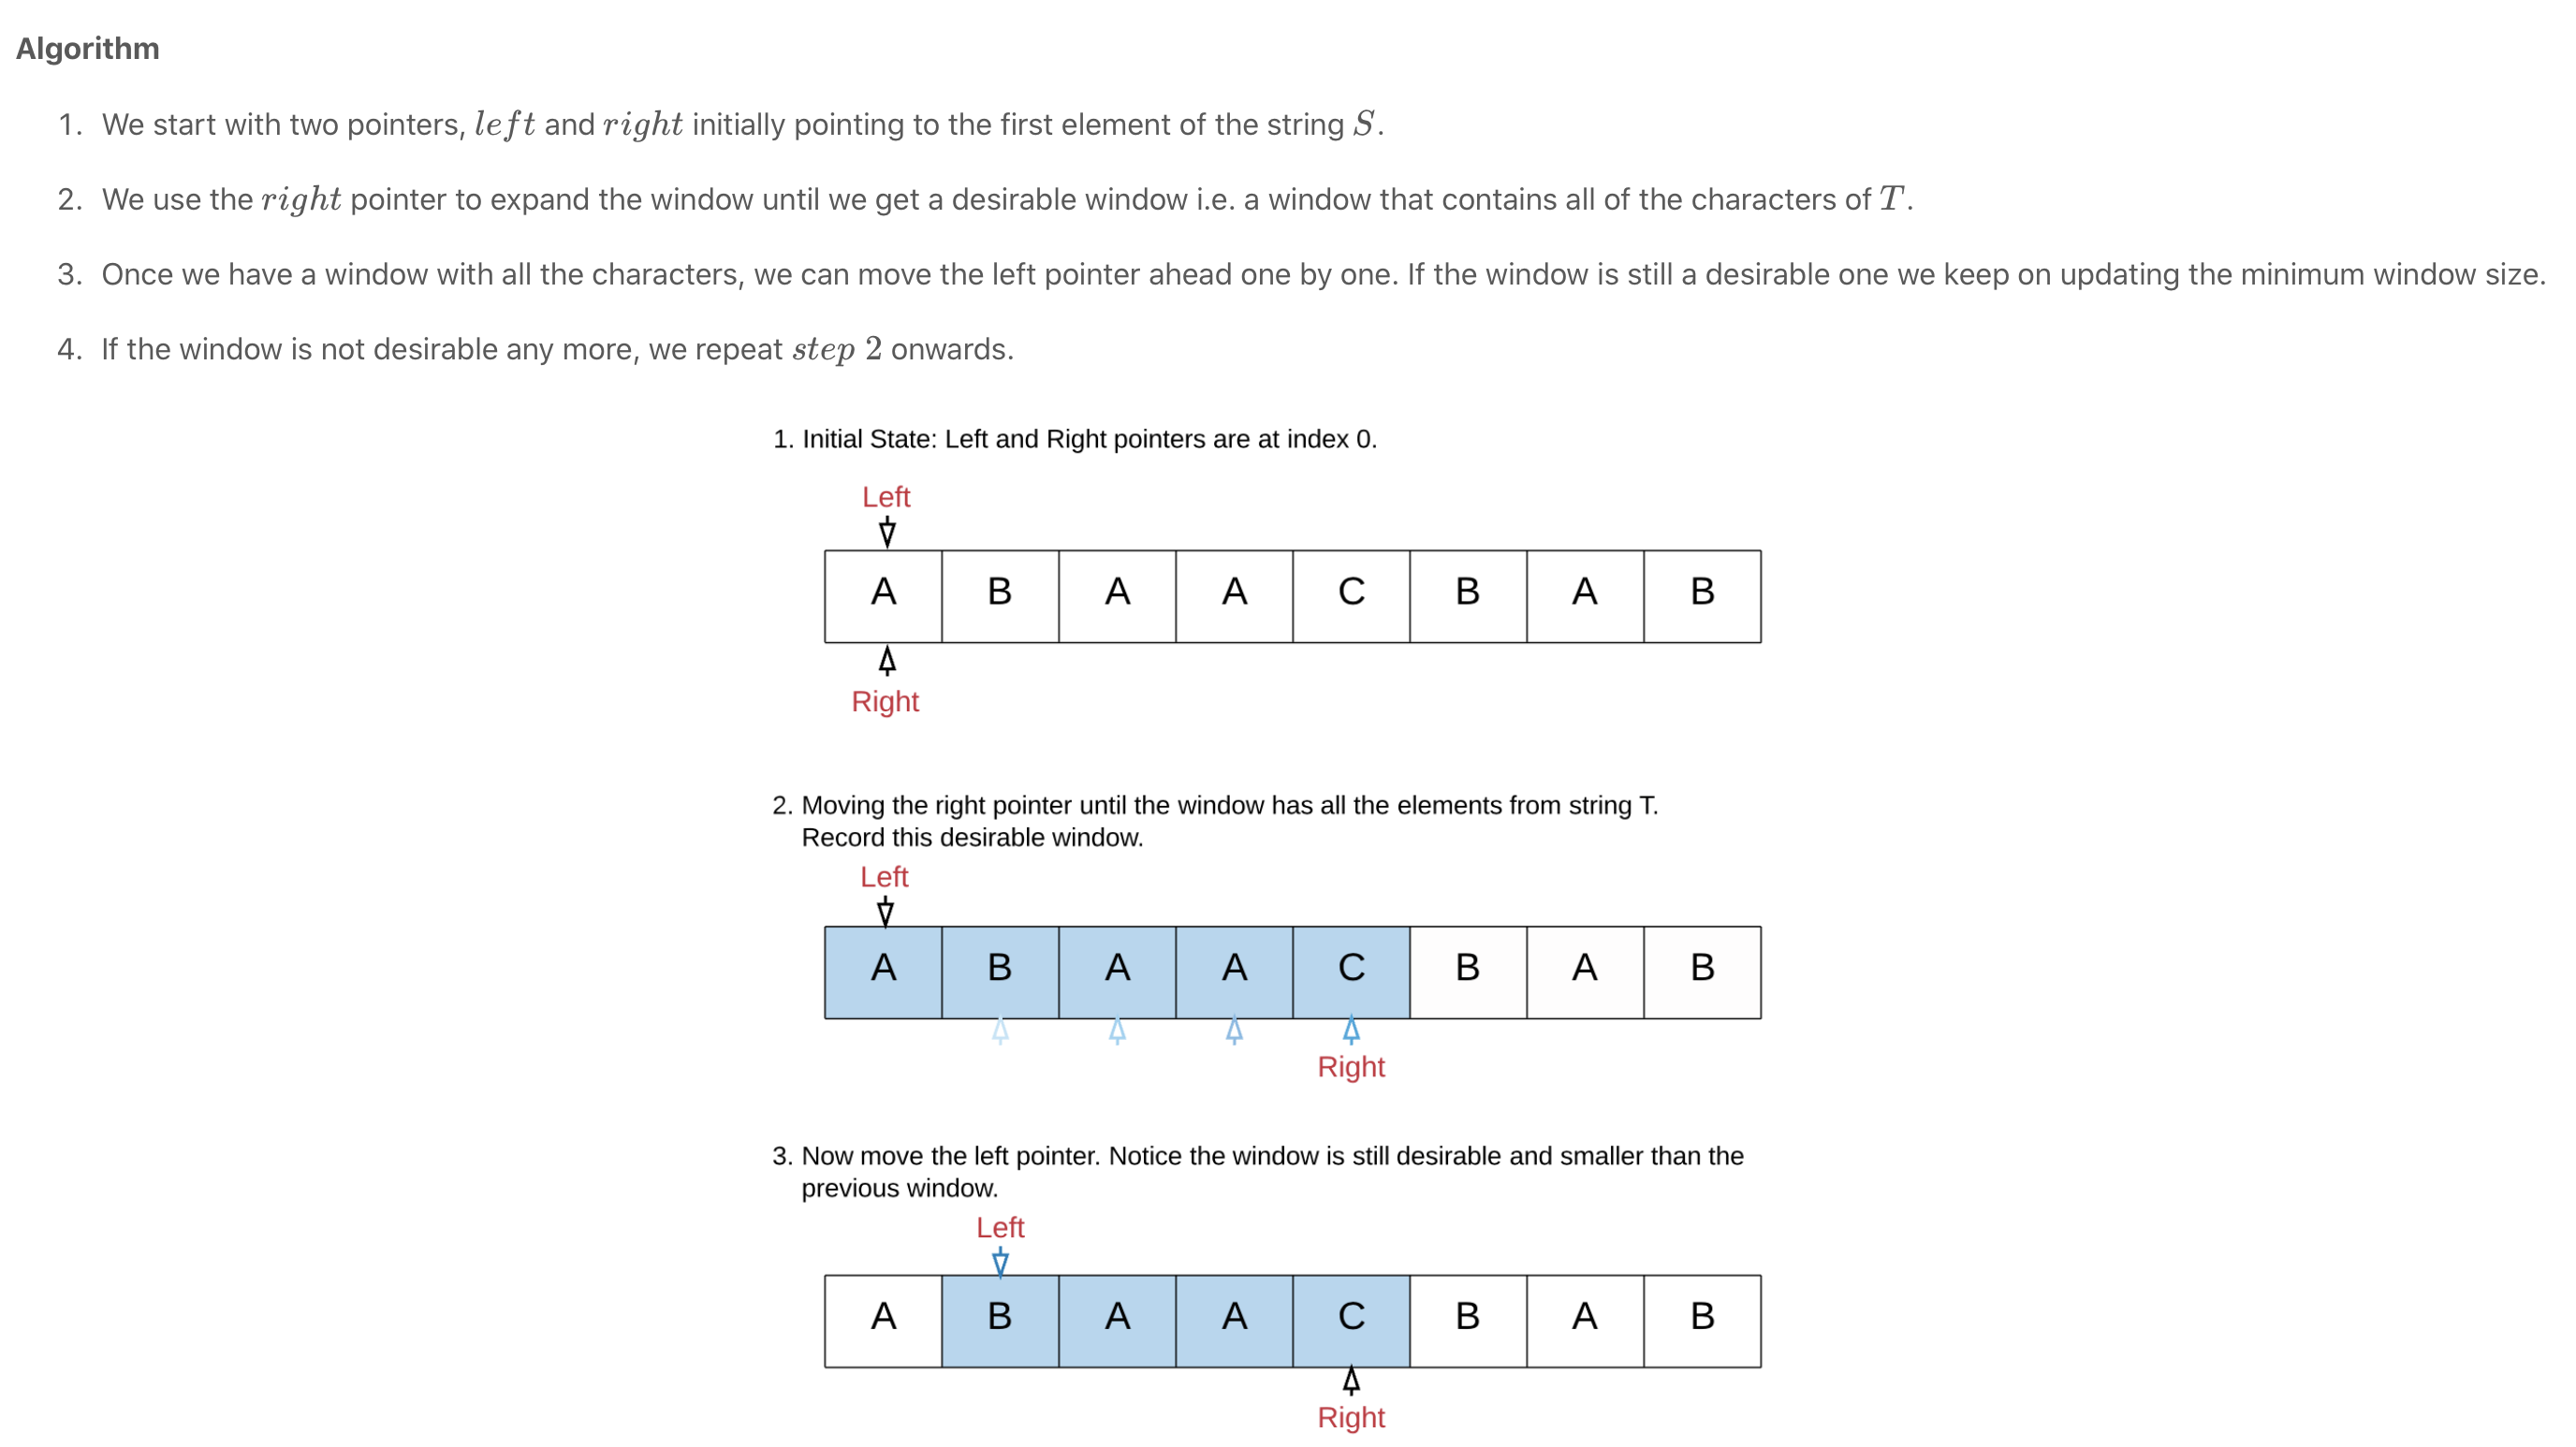 Algorithm
1. We start with two pointers, left and right initially pointing to the first element of the string S.
2. We use the right pointer to expand the window until we get a desirable window i.e. a window that contains all of the characters of T.
3. Once we have a window with all the characters, we can move the left pointer ahead one by one. If the window is still a desirable one we keep on updating the minimum window size.
4. If the window is not desirable any more, we repeat step 2 onwards.
1. Initial State: Left and Right pointers are at index 0.
Left
A B A A C B A B
Right
2. Moving the right pointer until the window has all the elements from string T.
Record this desirable window.
Left
A B A A C B A B
Right
3. Now move the left pointer. Notice the window is still desirable and smaller than the
previous window.
Left
A B A A C B A B
Right